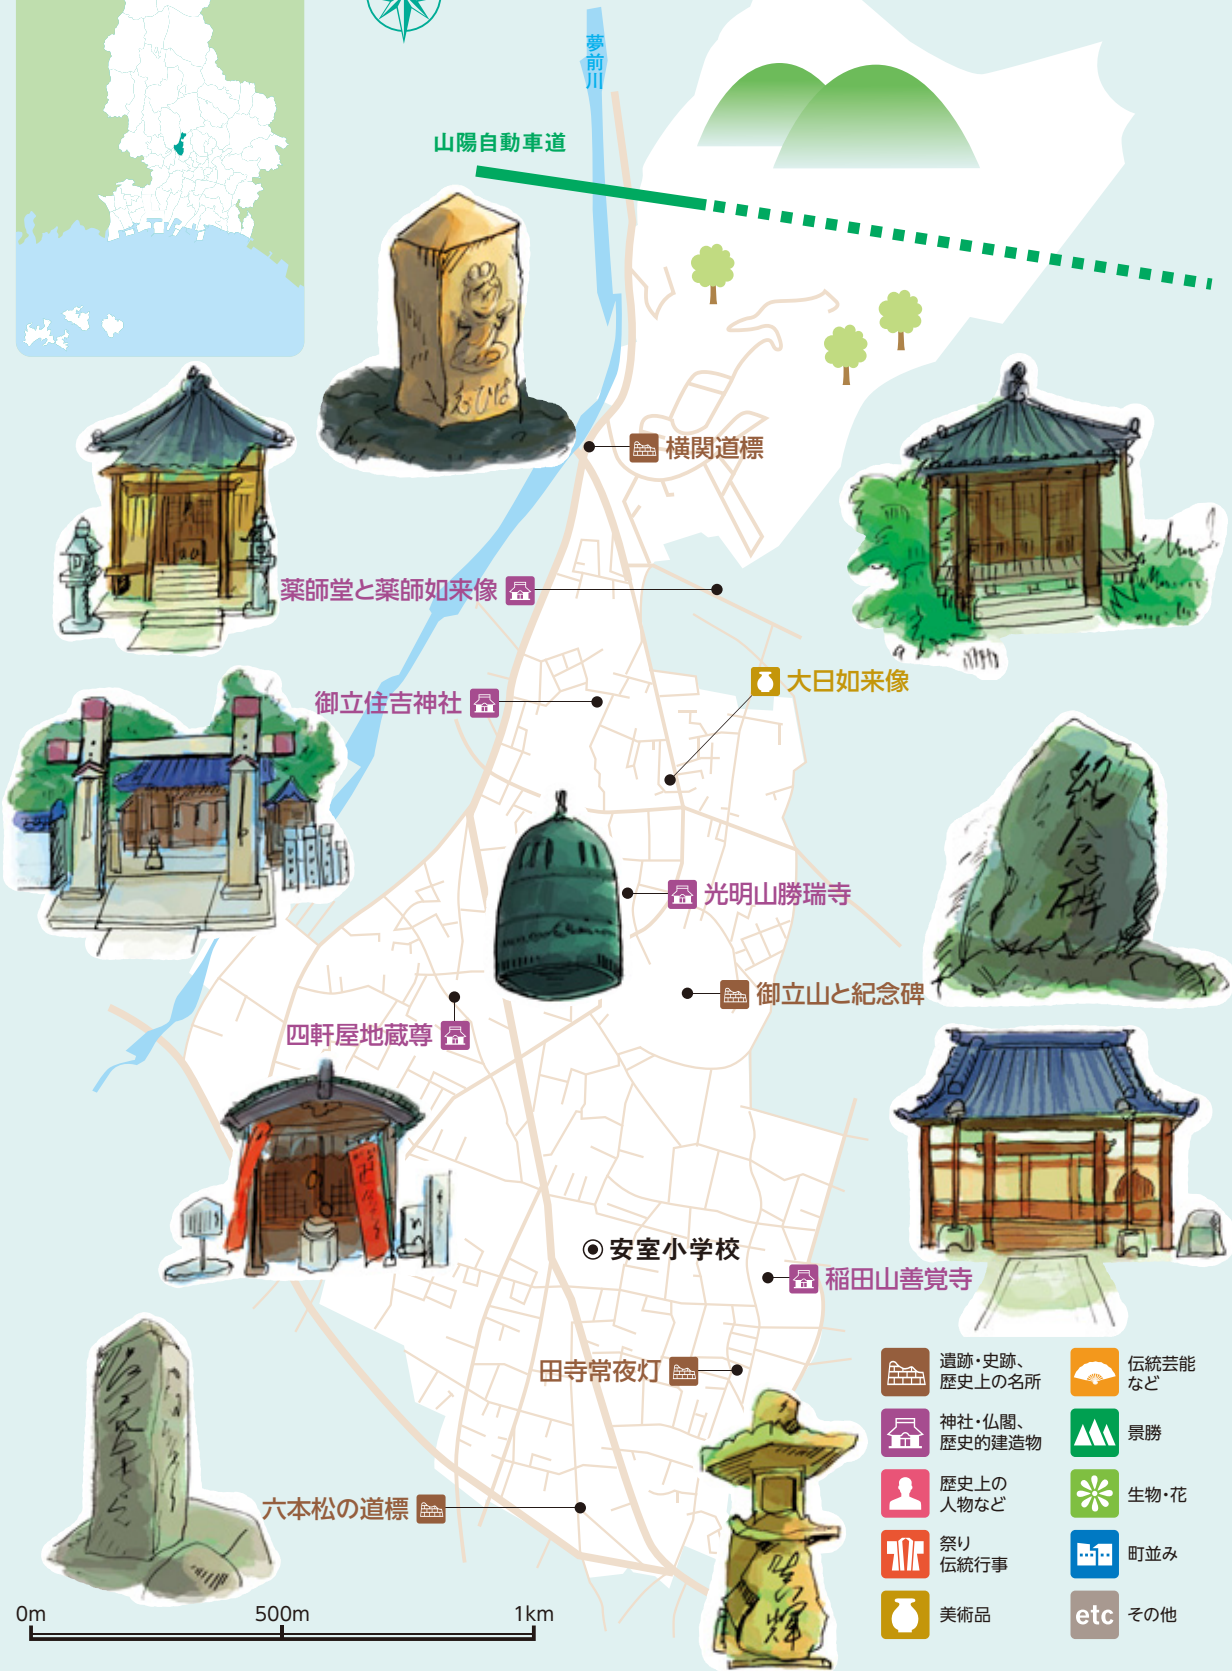 夢前川
山陽自動車道
横関道標
薬師堂と薬師如来像
大日如来像
御立住吉神社
紀念碑
光明山勝瑞寺
御立山と紀念碑
四軒屋地蔵尊
安室小学校
稲田山善覚寺
田寺常夜灯
六本松の道標
遺跡・史跡、
歴史上の名所
神社・仏閣、
歴史的建造物
歴史上の
人物など
祭り
伝統行事
美術品
伝統芸能
など
景勝
生物・花
町並み
etc その他
0m 500m 1km